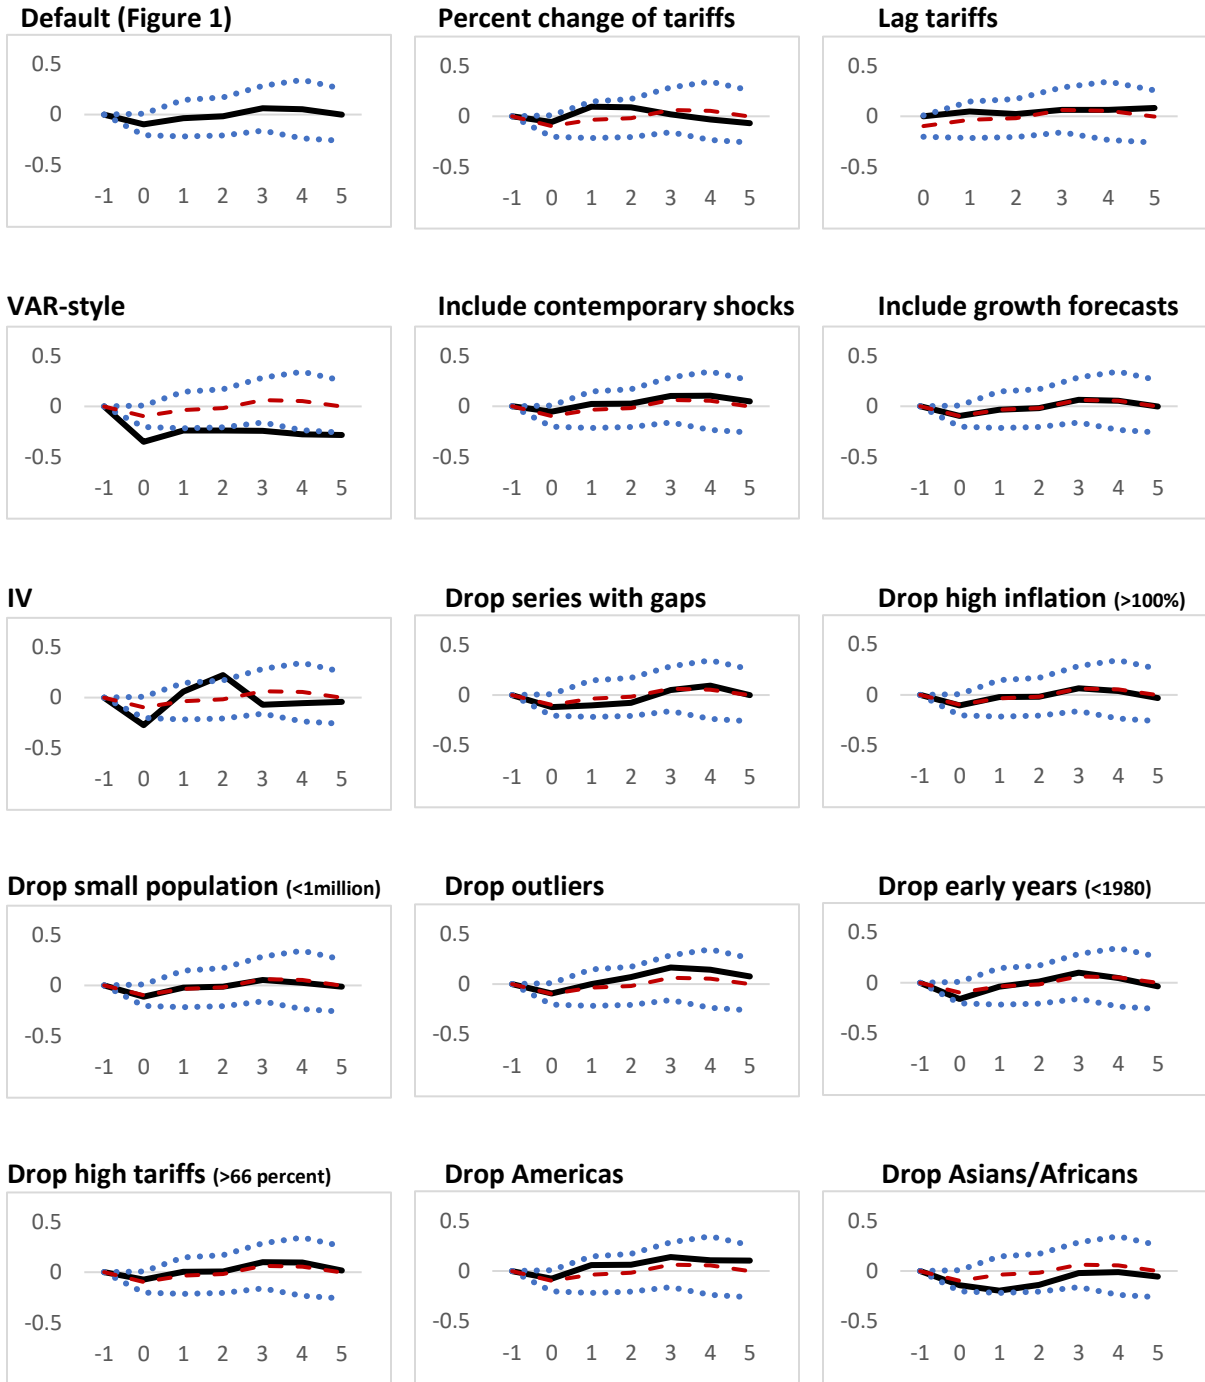 Default (Figure 1) Percent change of tariffs Lag tariffs
0.5 0.5 0.5
0 0 0
-0.5 -0.5 -0.5
-1 0 1 2 3 4 5 -1 0 1 2 3 4 5 0 1 2 3 4 5
VAR-style Include contemporary shocks Include growth forecasts
0.5 0.5 0.5
0 0 0
-0.5 -0.5 -0.5
-1 0 1 2 3 4 5 -1 0 1 2 3 4 5 -1 0 1 2 3 4 5
IV Drop series with gaps Drop high inflation (>100%)
0.5 0.5 0.5
0 0 0
-0.5 -0.5 -0.5
-1 0 1 2 3 4 5 -1 0 1 2 3 4 5 -1 0 1 2 3 4 5
Drop small population (<1million) Drop outliers Drop early years (<1980)
0.5 0.5 0.5
0 0 0
-0.5 -0.5 -0.5
-1 0 1 2 3 4 5 -1 0 1 2 3 4 5 -1 0 1 2 3 4 5
Drop high tariffs (>66 percent) Drop Americas Drop Asians/Africans
0.5 0.5 0.5
0 0 0
-0.5 -0.5 -0.5
-1 0 1 2 3 4 5 -1 0 1 2 3 4 5 -1 0 1 2 3 4 5